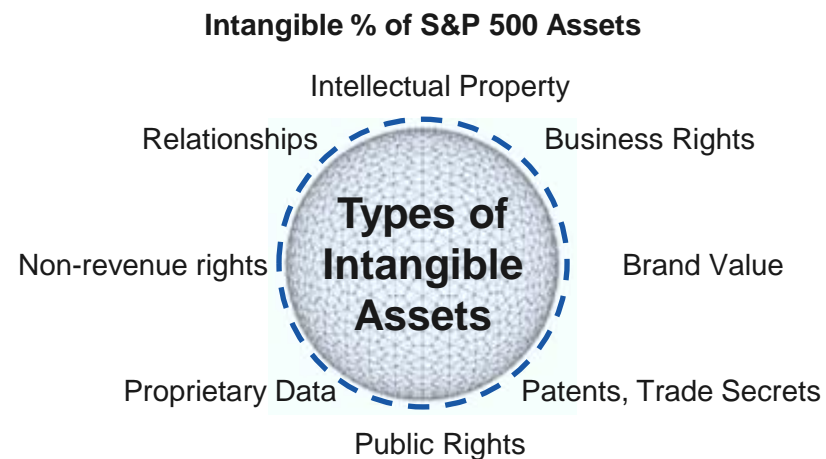 Intangible % of S&P 500 Assets
Intellectual Property
Relationships
Business Rights
Types of
Intangible
Assets
Non-revenue rights
Brand Value
Proprietary Data
Patents, Trade Secrets
Public Rights